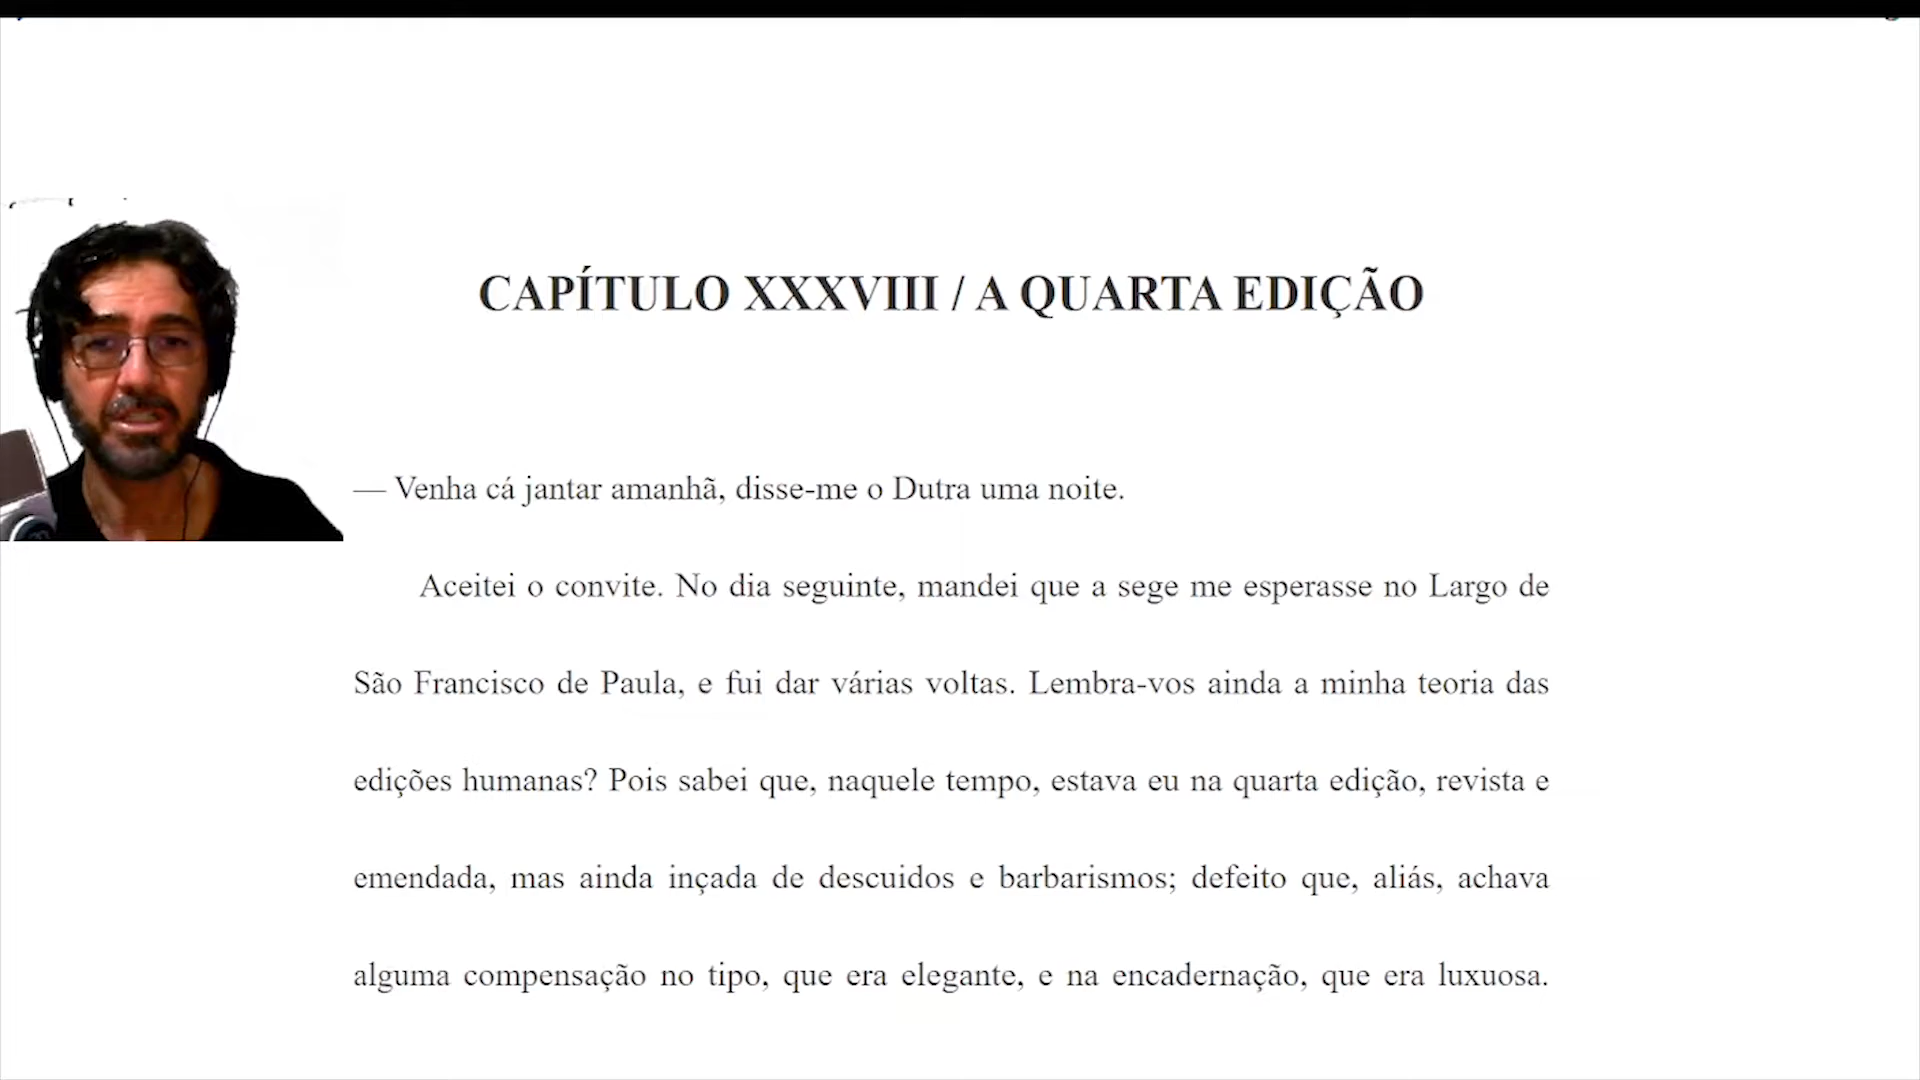 CAPÍTULO XXXVIII / A QUARTA EDIÇÃO
— Venha cá jantar amanhã, disse-me o Dutra uma noite.
Aceitei o convite. No dia seguinte, mandei que a sege me esperasse no Largo de
São Francisco de Paula, e fui dar várias voltas. Lembra-vos ainda a minha teoria das
edições humanas? Pois sabei que, naquele tempo, estava eu na quarta edição, revista e
emendada, mas ainda inçada de descuidos e barbarismos; defeito que, aliás, achava
alguma compensação no tipo, que era elegante, e na encadernação, que era luxuosa.